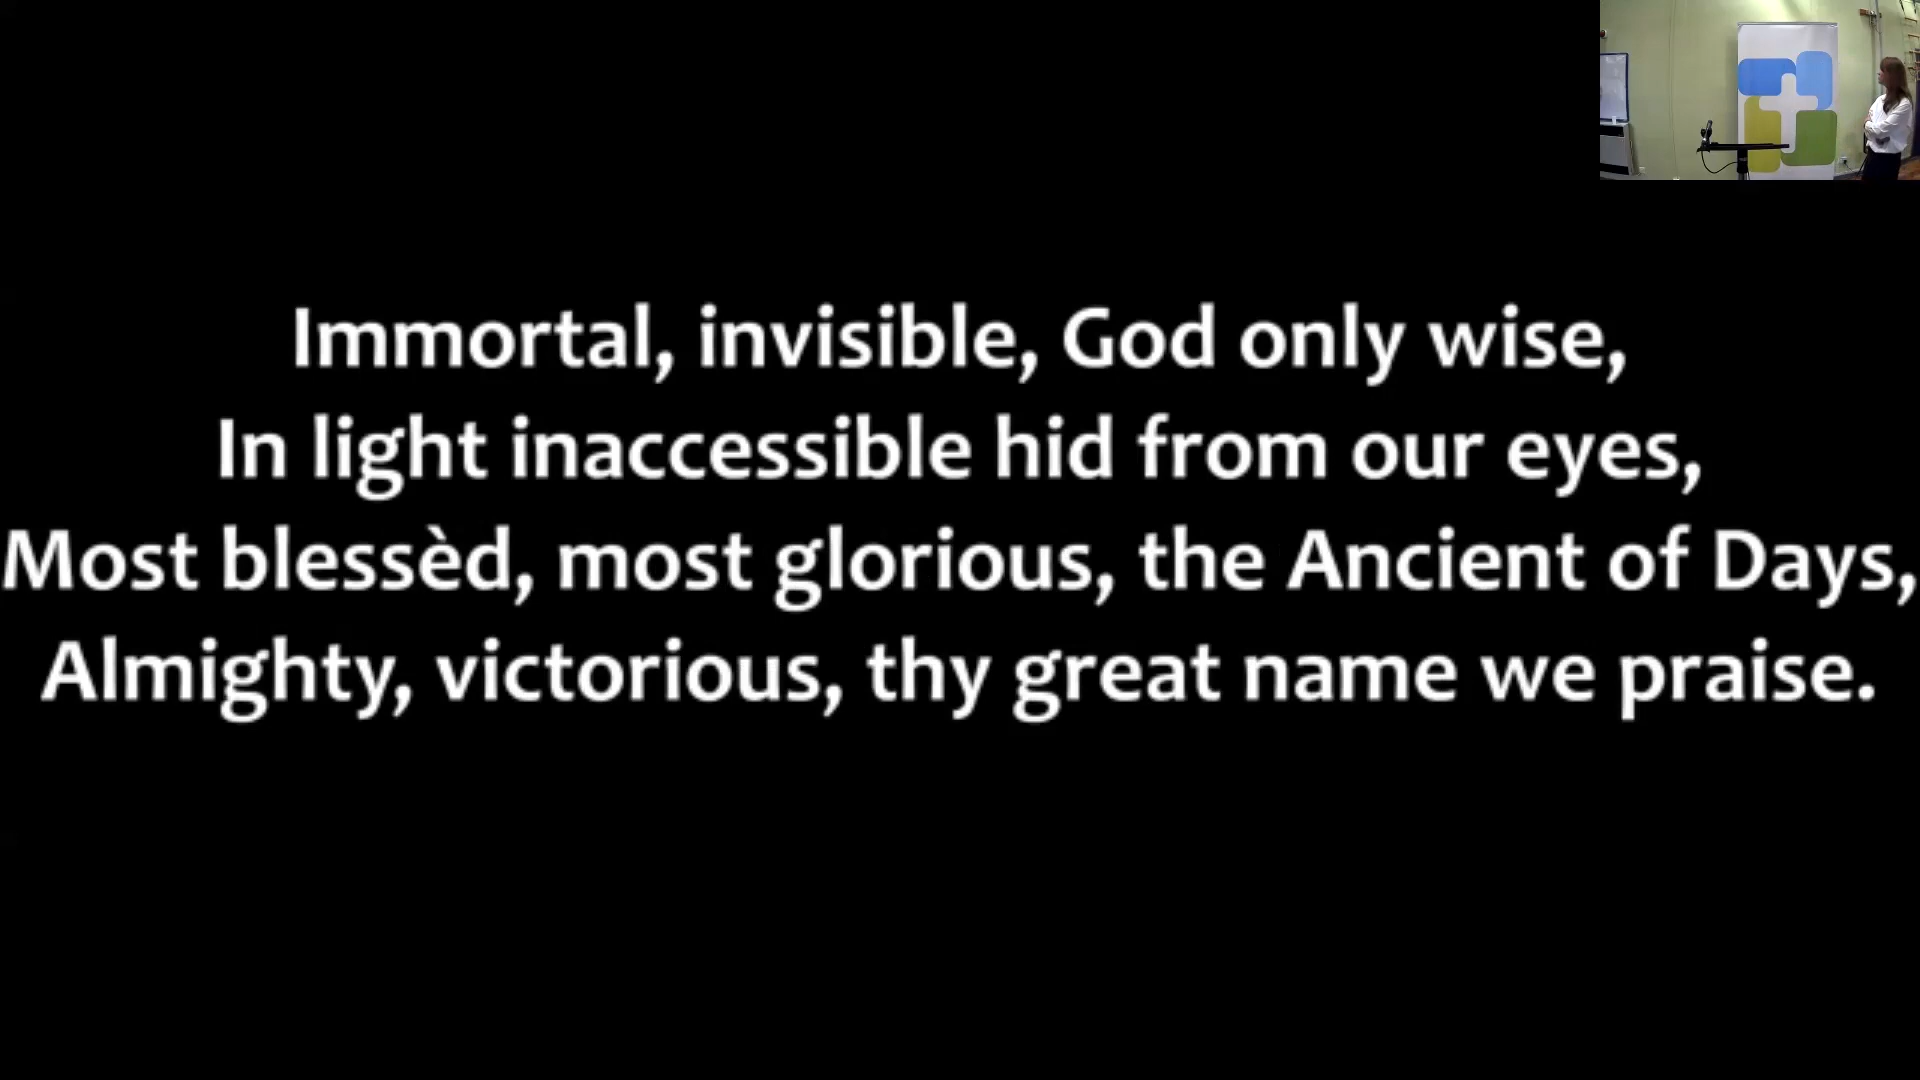 Immortal, invisible, God only wise,
In light inaccessible hid from our eyes,
Most blessèd, most glorious, the Ancient of Days,
Almighty, victorious, thy great name we praise.